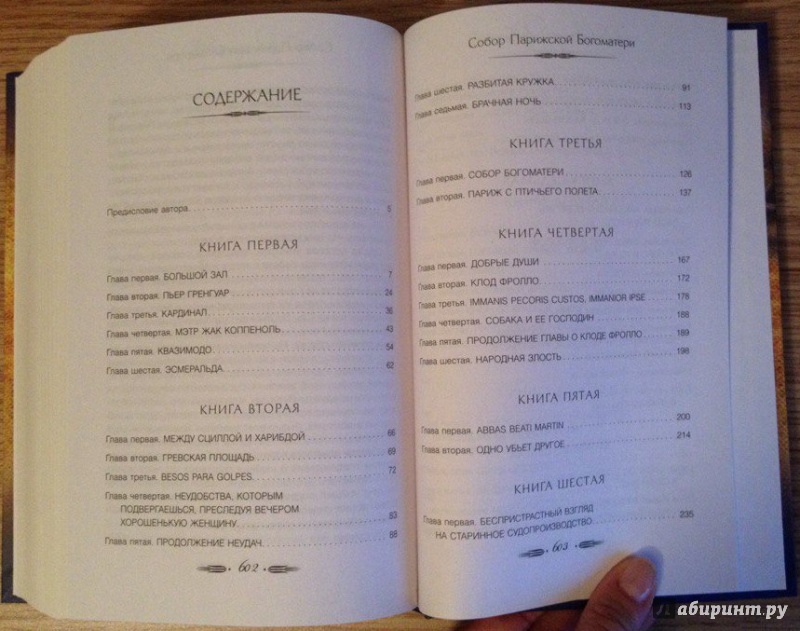 СОДЕРЖАНИЕ
Предисловие автора 5
КНИГА ПЕРВАЯ
Глава первая. БОЛЬШОЙ ЗАЛ 7
Глава вторая. ПЬЕР ГРЕНГУАР 24
Глава третья. КАРДИНАЛ 36
Глава четвертая. МЭТР ЖАК КОППЕНОЛЬ 43
Глава пятая. КВАЗИМОДО 54
Глава шестая. ЭСМЕРАЛЬДА 62
КНИГА ВТОРАЯ
Глава первая. МЕЖДУ СЦИЛЛОЙ И ХАРИБДОЙ 66
Глава вторая. ГРЕВСКАЯ ПЛОЩАДЬ 69
Глава третья. BESOS PARA GOLPES 72
Глава четвертая. НЕУДОБСТВА, КОТОРЫМ
ПОДВЕРГАЕШЬСЯ, ПРЕСЛЕДУЯ ВЕЧЕРОМ
ХОРОШЕНЬКУЮ ЖЕНЩИНУ 83
Глава пятая. ПРОДОЛЖЕНИЕ НЕУДАЧ 88
602
Собор Парижской Богоматери
Глава шестая. РАЗБИТАЯ КРУЖКА 91
Глава седьмая. БРАЧНАЯ НОЧЬ 113
КНИГА ТРЕТЬЯ
Глава первая. СОБОР БОГОМАТЕРИ 126
Глава вторая. ПАРИЖ С ПТИЧЬЕГО ПОЛЕТА 137
КНИГА ЧЕТВЕРТАЯ
Глава первая. ДОБРЫЕ ДУШИ 167
Глава вторая. КЛОД ФРОЛЛО 172
Глава третья. IMMANIS PECORIS CUSTOS, IMMANIOR IPSE 178
Глава четвертая. СОБАКА И ЕЕ ГОСПОДИН 188
Глава пятая. ПРОДОЛЖЕНИЕ ГЛАВЫ О КЛОДЕ ФРОЛЛО 189
Глава шестая. НАРОДНАЯ ЗЛОСТЬ 198
КНИГА ПЯТАЯ
Глава первая. ABBAS BEATI MARTIN 200
Глава вторая. ОДНО УБЬЕТ ДРУГОЕ 214
КНИГА ШЕСТАЯ
Глава первая. БЕСПРИСТРАСТНЫЙ ВЗГЛЯД
НА СТАРИННОЕ СУДОПРОИЗВОДСТВО 235
603
Лабиринт.ру